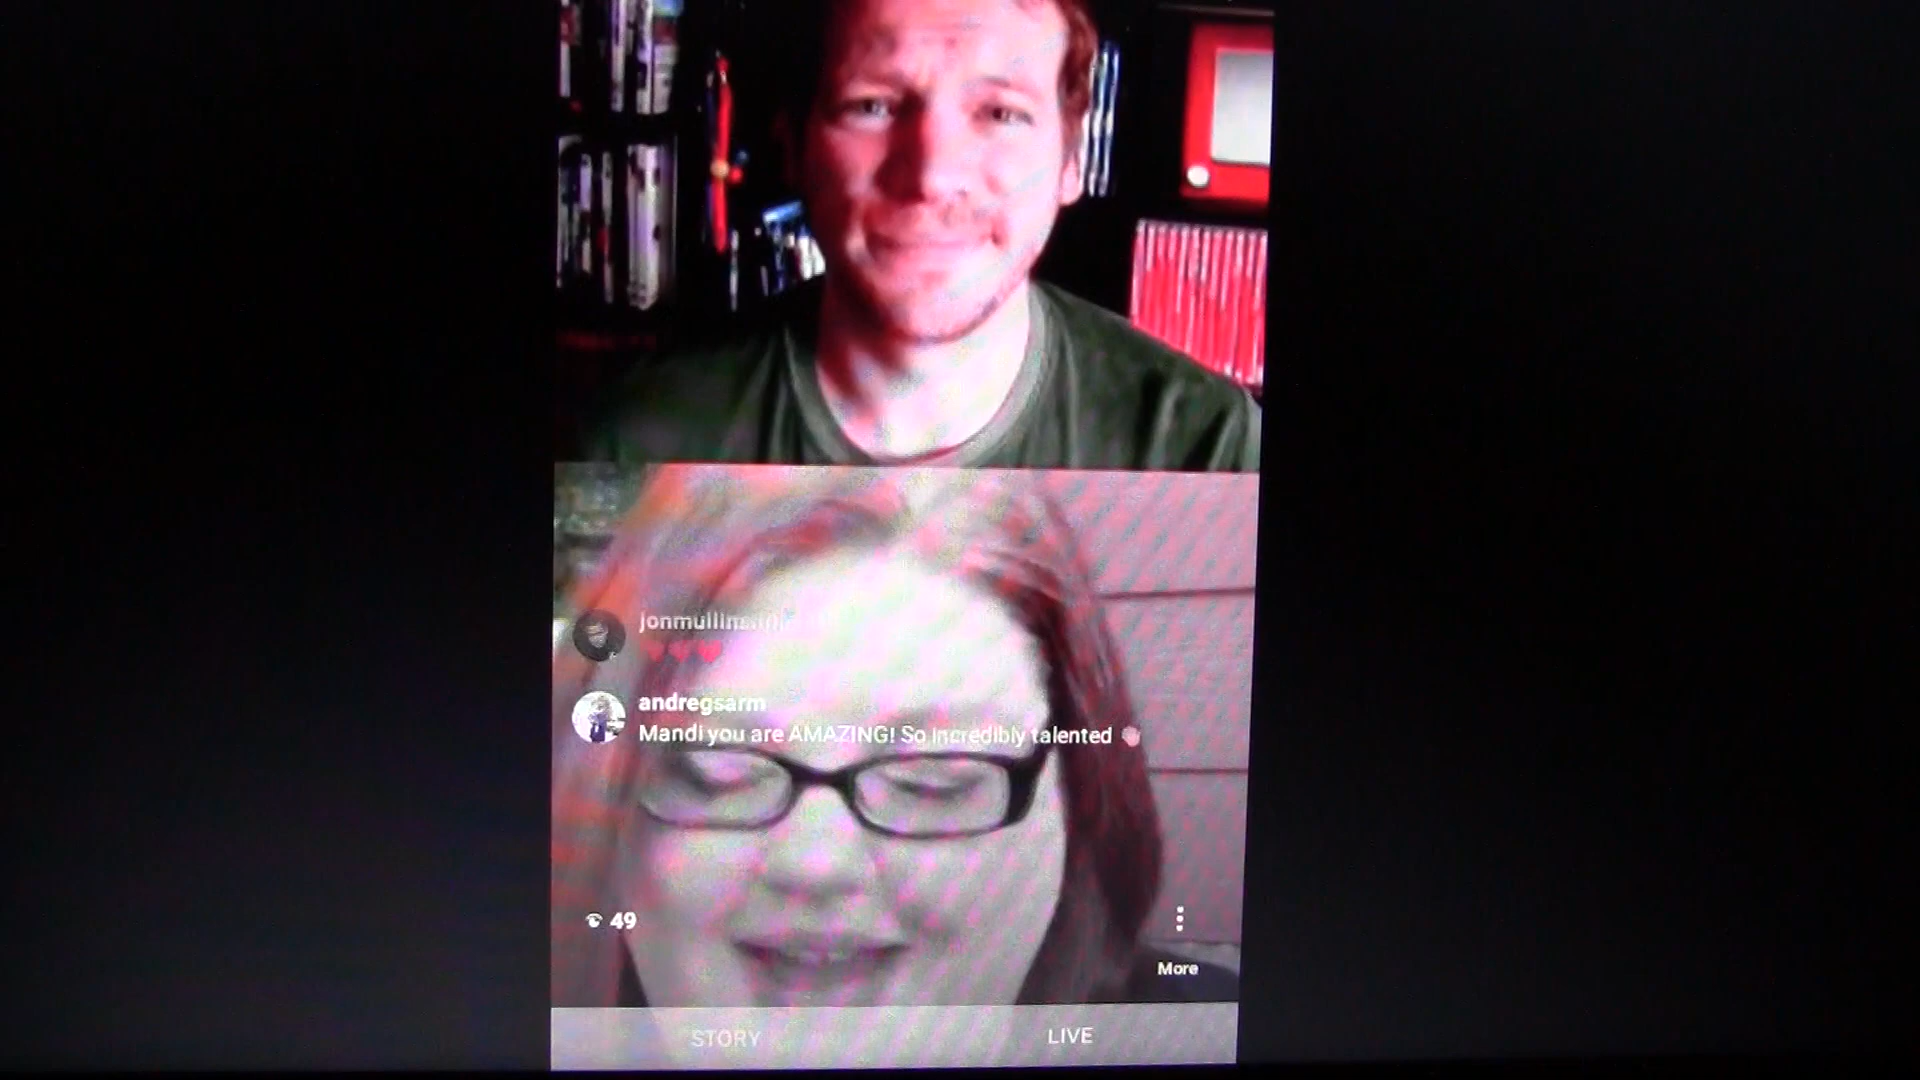 andregsarm
Mandi you are AMAZING! So incredibly talented
49
More
STORY
LIVE